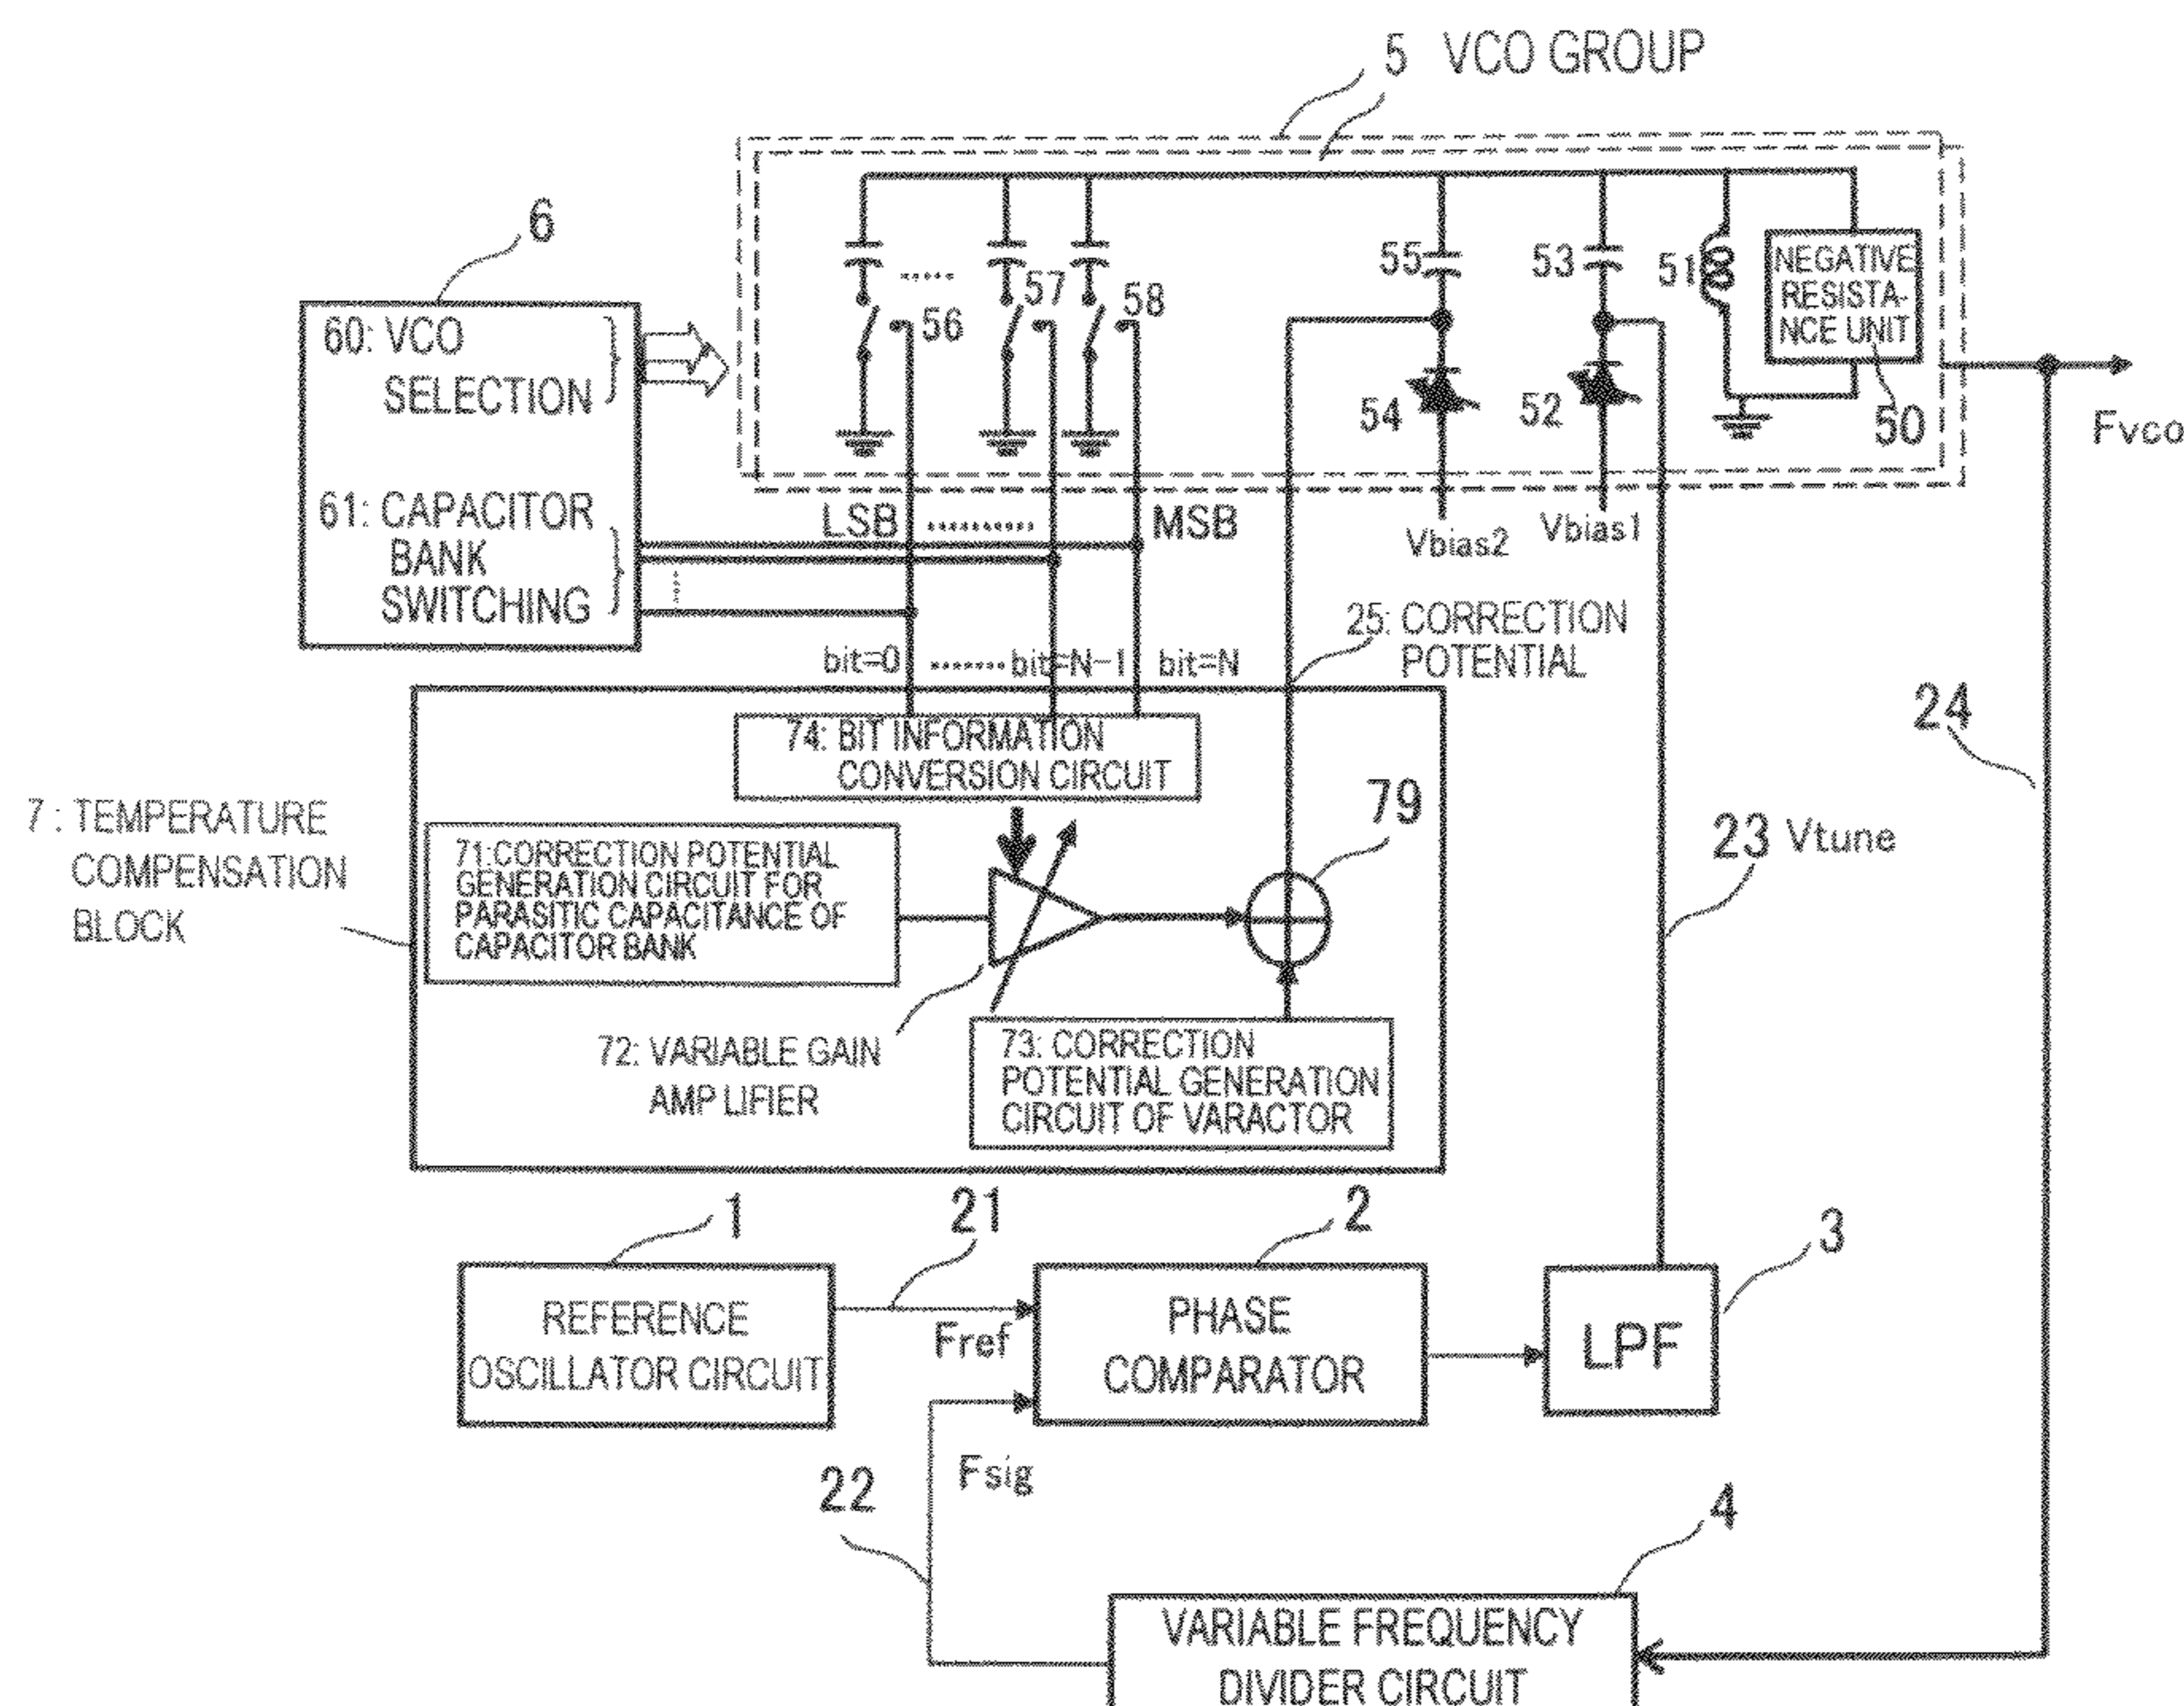 5 VCO GROUP
6
60: VCO
SELECTION
61: CAPACITOR
BANK
SWITCHING
56
57
58
55
54
53
52
51
NEGATIVE
RESISTA-
NCE UNIT
50
Fvco
LSB
MSB
Vbias2
Vbias1
bit=0
bit=N-1
bit=N
25: CORRECTION
POTENTIAL
24
7 : TEMPERATURE
COMPENSATION
BLOCK
74: BIT INFORMATION
CONVERSION CIRCUIT
71:CORRECTION POTENTIAL
GENERATION CIRCUIT FOR
PARASITIC CAPACITANCE OF
CAPACITOR BANK
79
23 Vtune
72: VARIABLE GAIN
AMP LIFIER
73: CORRECTION
POTENTIAL GENERATION
CIRCUIT OF VARACTOR
1
21
2
3
REFERENCE
OSCILLATOR CIRCUIT
Fref
PHASE
COMPARATOR
LPF
Fsig
22
4
VARIABLE FREQUENCY
DIVIDER CIRCUIT